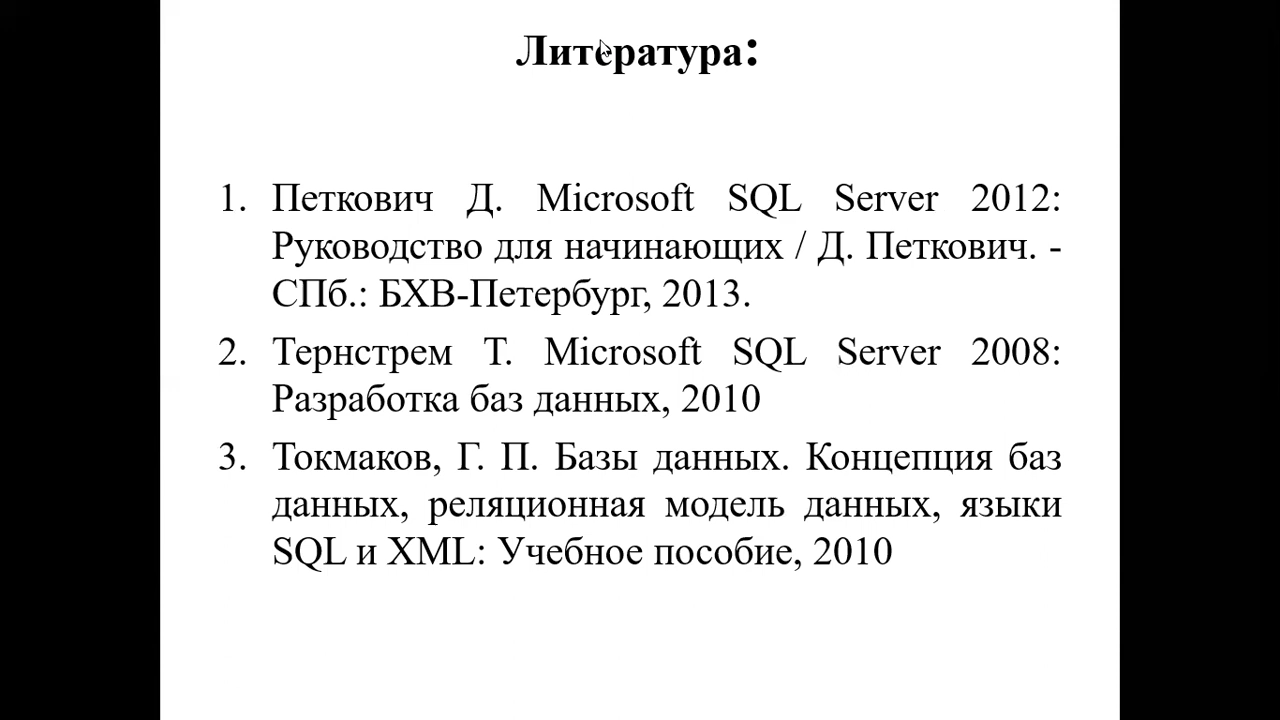 Литература:
1. Петкович Д. Microsoft SQL Server 2012:
Руководство для начинающих / Д. Петкович. -
СПб.: БХВ-Петербург, 2013.
2. Тернстрем Т. Microsoft SQL Server 2008:
Разработка баз данных, 2010
3. Токмаков, Г. П. Базы данных. Концепция баз
данных, реляционная модель данных, языки
SQL и XML: Учебное пособие, 2010